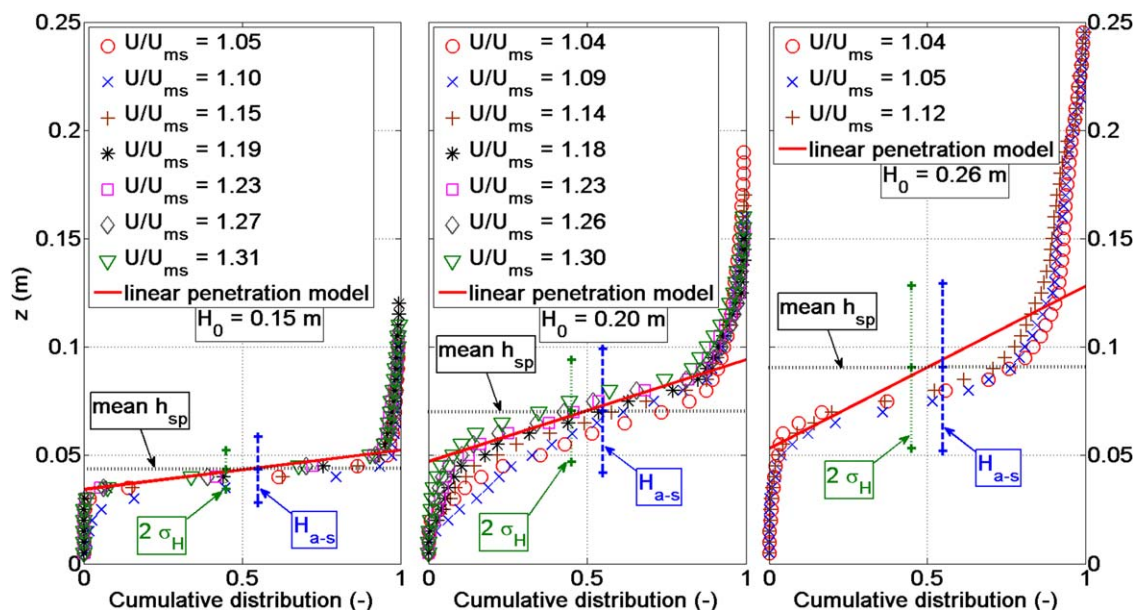 0.25
0.2
0.15
0.1
0.05
0
z (m)
U/U_ms = 1.05
U/U_ms = 1.10
U/U_ms = 1.15
U/U_ms = 1.19
U/U_ms = 1.23
U/U_ms = 1.27
U/U_ms = 1.31
linear penetration model
H_0 = 0.15 m
mean h_sp
2 σ_H
H_a-s
0 0.5 1
Cumulative distribution (-)
U/U_ms = 1.04
U/U_ms = 1.09
U/U_ms = 1.14
U/U_ms = 1.18
U/U_ms = 1.23
U/U_ms = 1.26
U/U_ms = 1.30
linear penetration model
H_0 = 0.20 m
mean h_sp
2 σ_H
H_a-s
0 0.5 1
Cumulative distribution (-)
U/U_ms = 1.04
U/U_ms = 1.05
U/U_ms = 1.12
linear penetration model
H_0 = 0.26 m
mean h_sp
2 σ_H
H_a-s
0 0.5 1
Cumulative distribution (-)
0.25
0.2
0.15
0.1
0.05
0